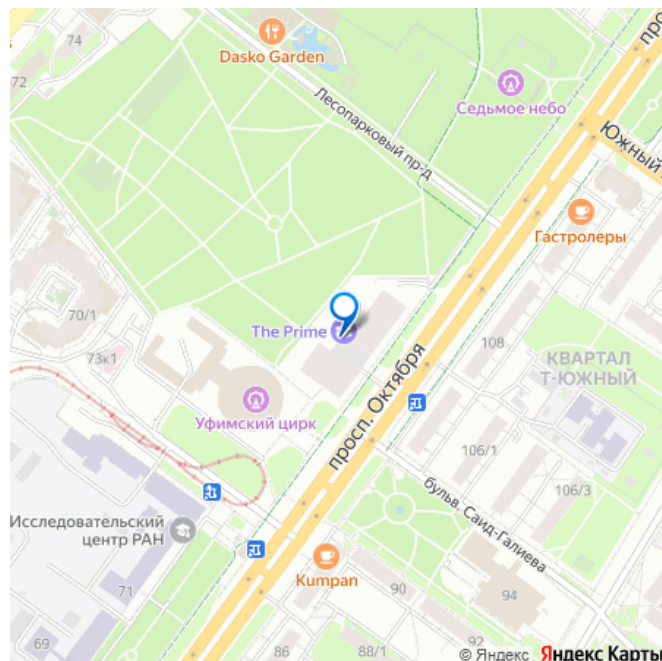 74
72
Dasko Garden
Седьмое небо
Лесопарковый пр-д
Южный
Гастролеры
70/1
73к1
The Prime
Уфимский цирк
просп. Октября
108
КВАРТАЛ
Т-ЮЖНЫЙ
106/1
106/3
бульв. Саид-Галиева
Исследовательский
центр РАН
71
69
Kumpan
90
94
86
88/1
92
© Яндекс Яндекс Карты